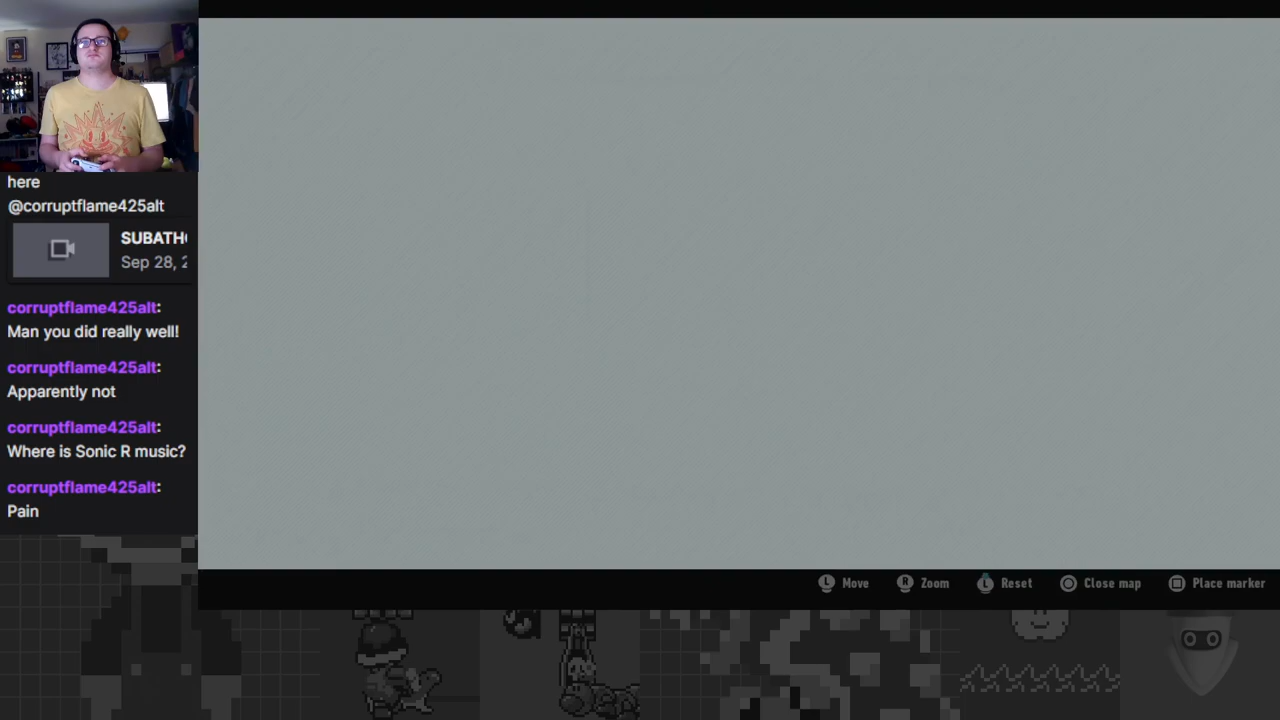 here
@corruptflame425alt
SUBATH
Sep 28, 2
corruptflame425alt:
Man you did really well!
corruptflame425alt:
Apparently not
corruptflame425alt:
Where is Sonic R music?
corruptflame425alt:
Pain
L Move R Zoom L Reset Close map Place marker